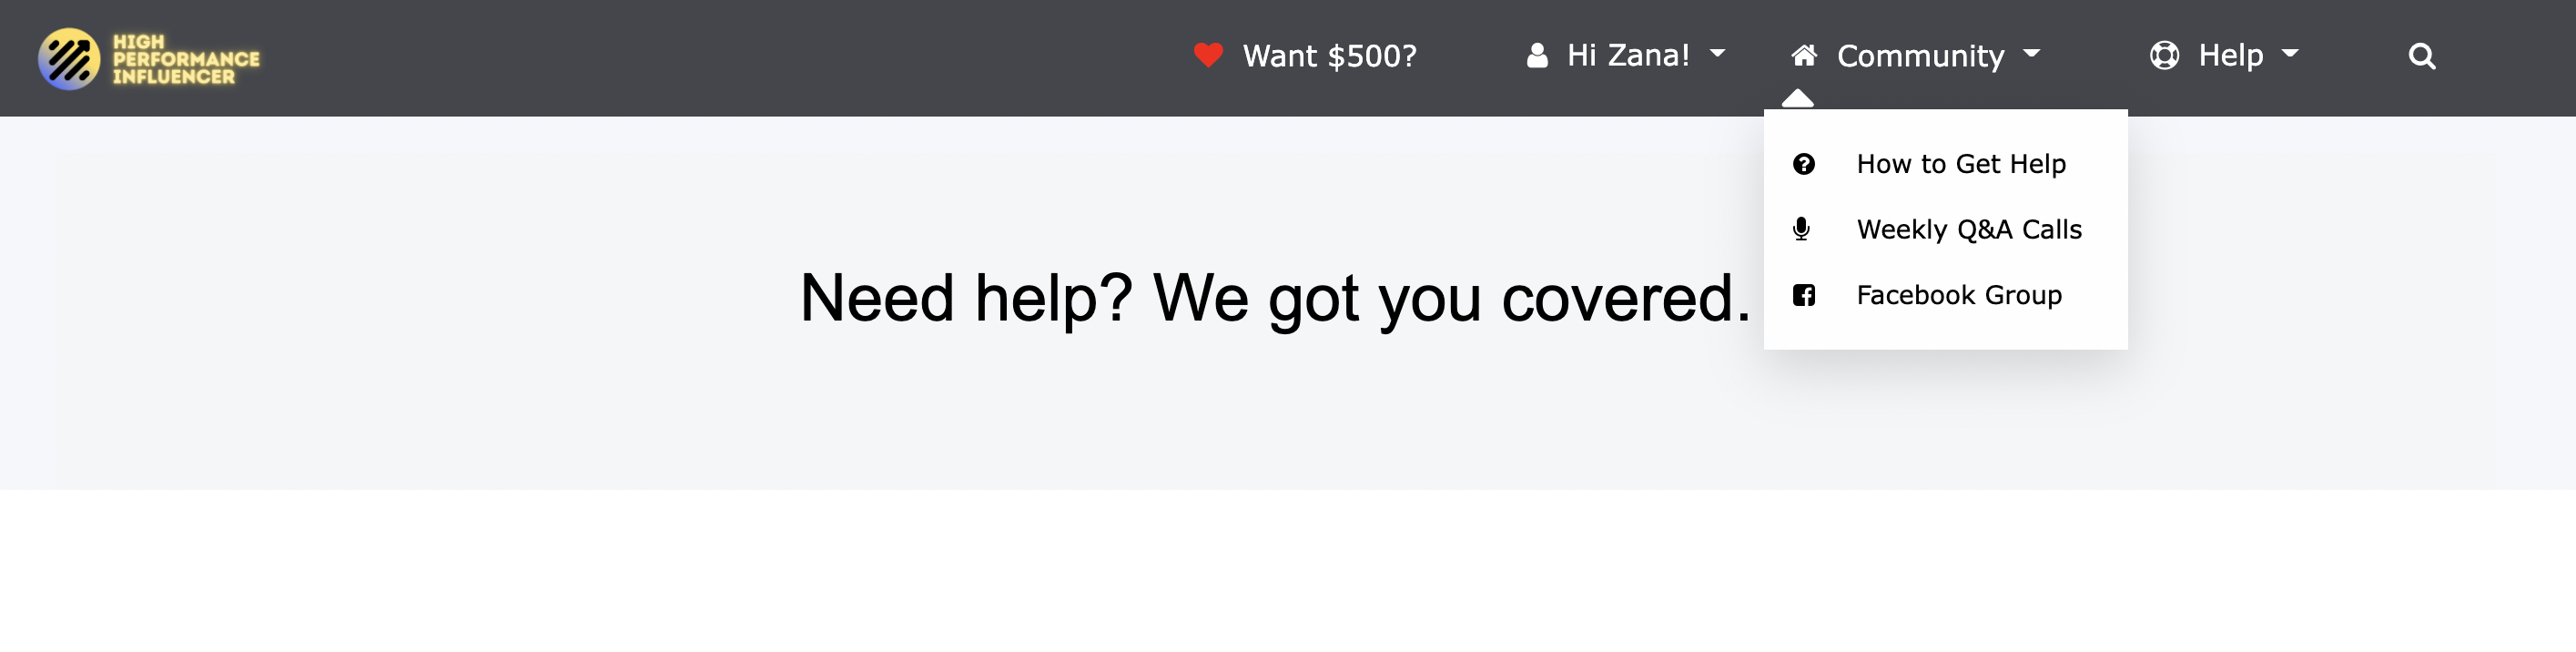 HIGH
PERFORMANCE
INFLUENCER
Want $500?
Hi Zana!
Community
Help
How to Get Help
Weekly Q&A Calls
Facebook Group
Need help? We got you covered.